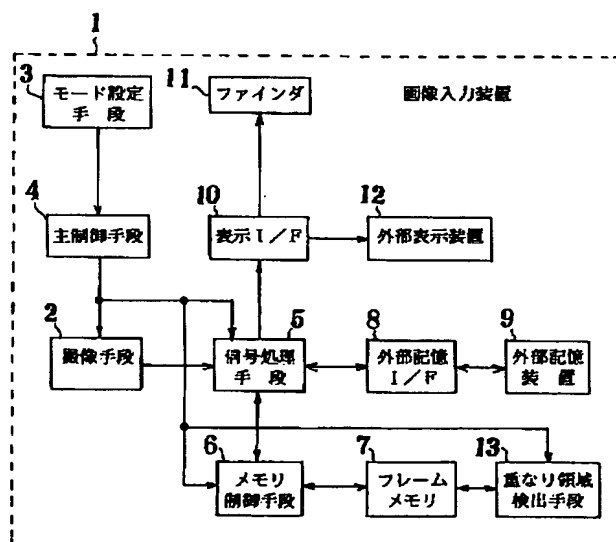 1
3
モード設定
手　段
11
ファインダ
画像入力装置
4
主制御手段
10
表示Ｉ／Ｆ
12
外部表示装置
2
撮像手段
5
信号処理
手　段
8
外部記憶
Ｉ／Ｆ
9
外部記憶
装　置
6
メモリ
制御手段
7
フレーム
メモリ
13
重なり領域
検出手段